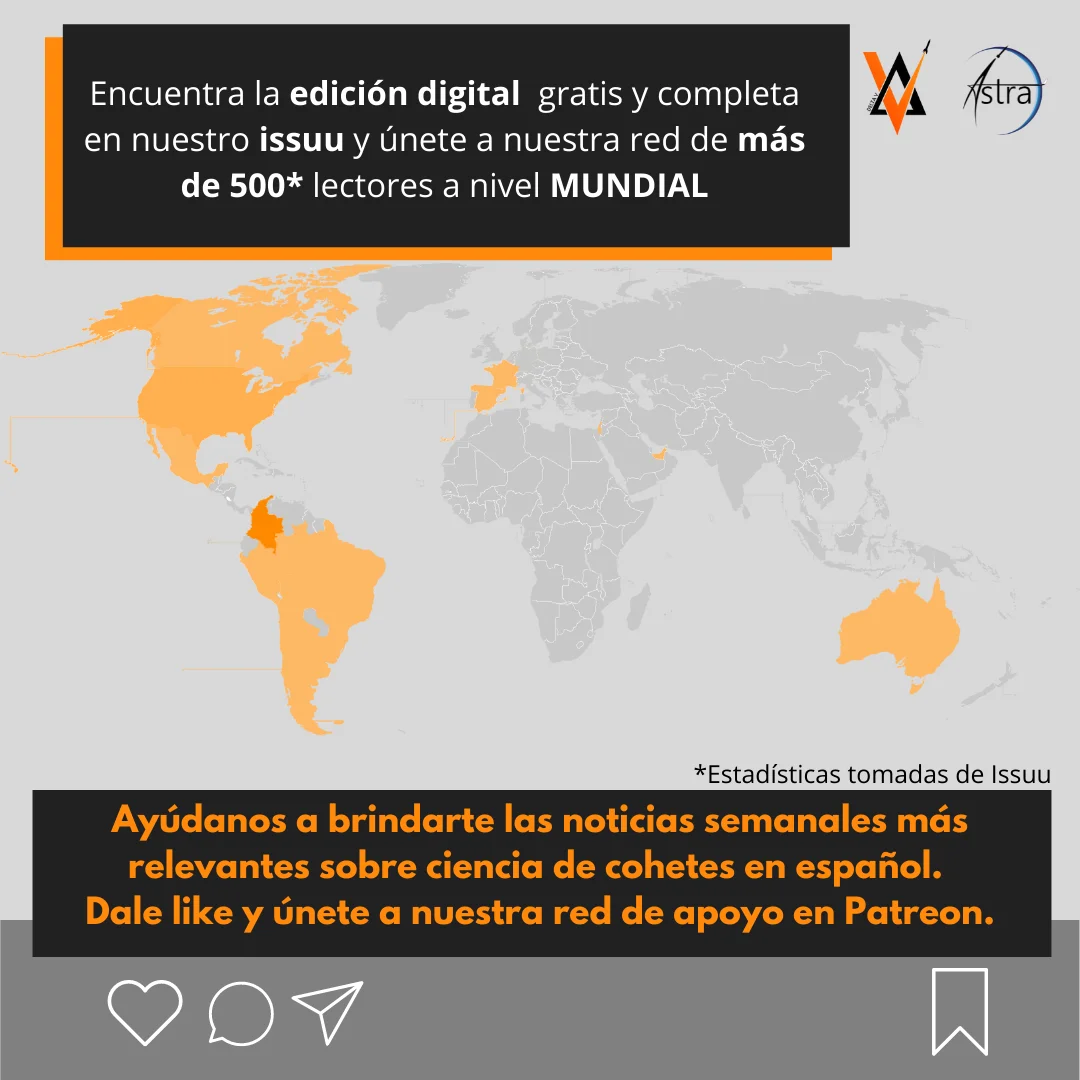 Encuentra la edición digital gratis y completa
en nuestro issuu y únete a nuestra red de más
de 500* lectores a nivel MUNDIAL
Astra
*Estadísticas tomadas de Issuu
Ayúdanos a brindarte las noticias semanales más
relevantes sobre ciencia de cohetes en español.
Dale like y únete a nuestra red de apoyo en Patreon.